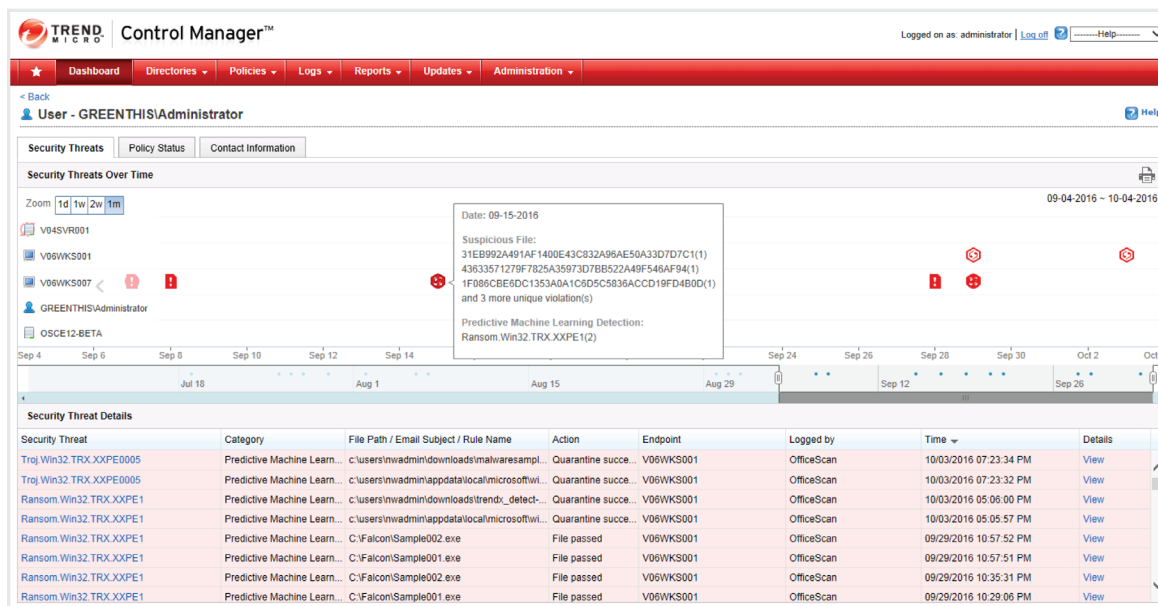 TREND MICRO Control Manager™
Logged on as: administrator | Log off ? --------Help--------
Dashboard Directories Policies Logs Reports Updates Administration
< Back
User - GREENTHIS\Administrator
? Help
Security Threats Policy Status Contact Information
Security Threats Over Time
Zoom 1d 1w 2w 1m
09-04-2016 ~ 10-04-2016
V04SVR001
V06WKS001
V06WKS007
GREENTHIS\Administrator
OSCE12-BETA
Date: 09-15-2016
Suspicious File:
31EB992A491AF1400E43C832A96AE50A33D7D7C1(1)
43633571279F7825A35973D7BB522A49F546AF94(1)
1F086CBE6DC1353A0A1C6D5C5836ACCD19FD4B0D(1)
and 3 more unique violation(s)
Predictive Machine Learning Detection:
Ransom.Win32.TRX.XXPE1(2)
Sep 4 Sep 6 Sep 8 Sep 10 Sep 12 Sep 14 Sep 24 Sep 26 Sep 28 Sep 30 Oct 2 Oct
Jul 18 Aug 1 Aug 15 Aug 29 Sep 12 Sep 26
Security Threat Details
Security Threat Category File Path / Email Subject / Rule Name Action Endpoint Logged by Time Details
Troj.Win32.TRX.XXPE0005 Predictive Machine Learn... c:\users\nwadmin\downloads\malwaresampl... Quarantine succe... V06WKS001 OfficeScan 10/03/2016 07:23:34 PM View
Troj.Win32.TRX.XXPE0005 Predictive Machine Learn... c:\users\nwadmin\appdata\local\microsoft\wi... Quarantine succe... V06WKS001 OfficeScan 10/03/2016 07:23:32 PM View
Ransom.Win32.TRX.XXPE1 Predictive Machine Learn... c:\users\nwadmin\downloads\trendx_detect-... Quarantine succe... V06WKS001 OfficeScan 10/03/2016 05:06:00 PM View
Ransom.Win32.TRX.XXPE1 Predictive Machine Learn... c:\users\nwadmin\appdata\local\microsoft\wi... Quarantine succe... V06WKS001 OfficeScan 10/03/2016 05:05:57 PM View
Ransom.Win32.TRX.XXPE1 Predictive Machine Learn... C:\Falcon\Sample002.exe File passed V06WKS001 OfficeScan 09/29/2016 10:57:52 PM View
Ransom.Win32.TRX.XXPE1 Predictive Machine Learn... C:\Falcon\Sample001.exe File passed V06WKS001 OfficeScan 09/29/2016 10:57:51 PM View
Ransom.Win32.TRX.XXPE1 Predictive Machine Learn... C:\Falcon\Sample002.exe File passed V06WKS001 OfficeScan 09/29/2016 10:35:31 PM View
Ransom.Win32.TRX.XXPE1 Predictive Machine Learn... C:\Falcon\Sample001.exe File passed V06WKS001 OfficeScan 09/29/2016 10:29:06 PM View